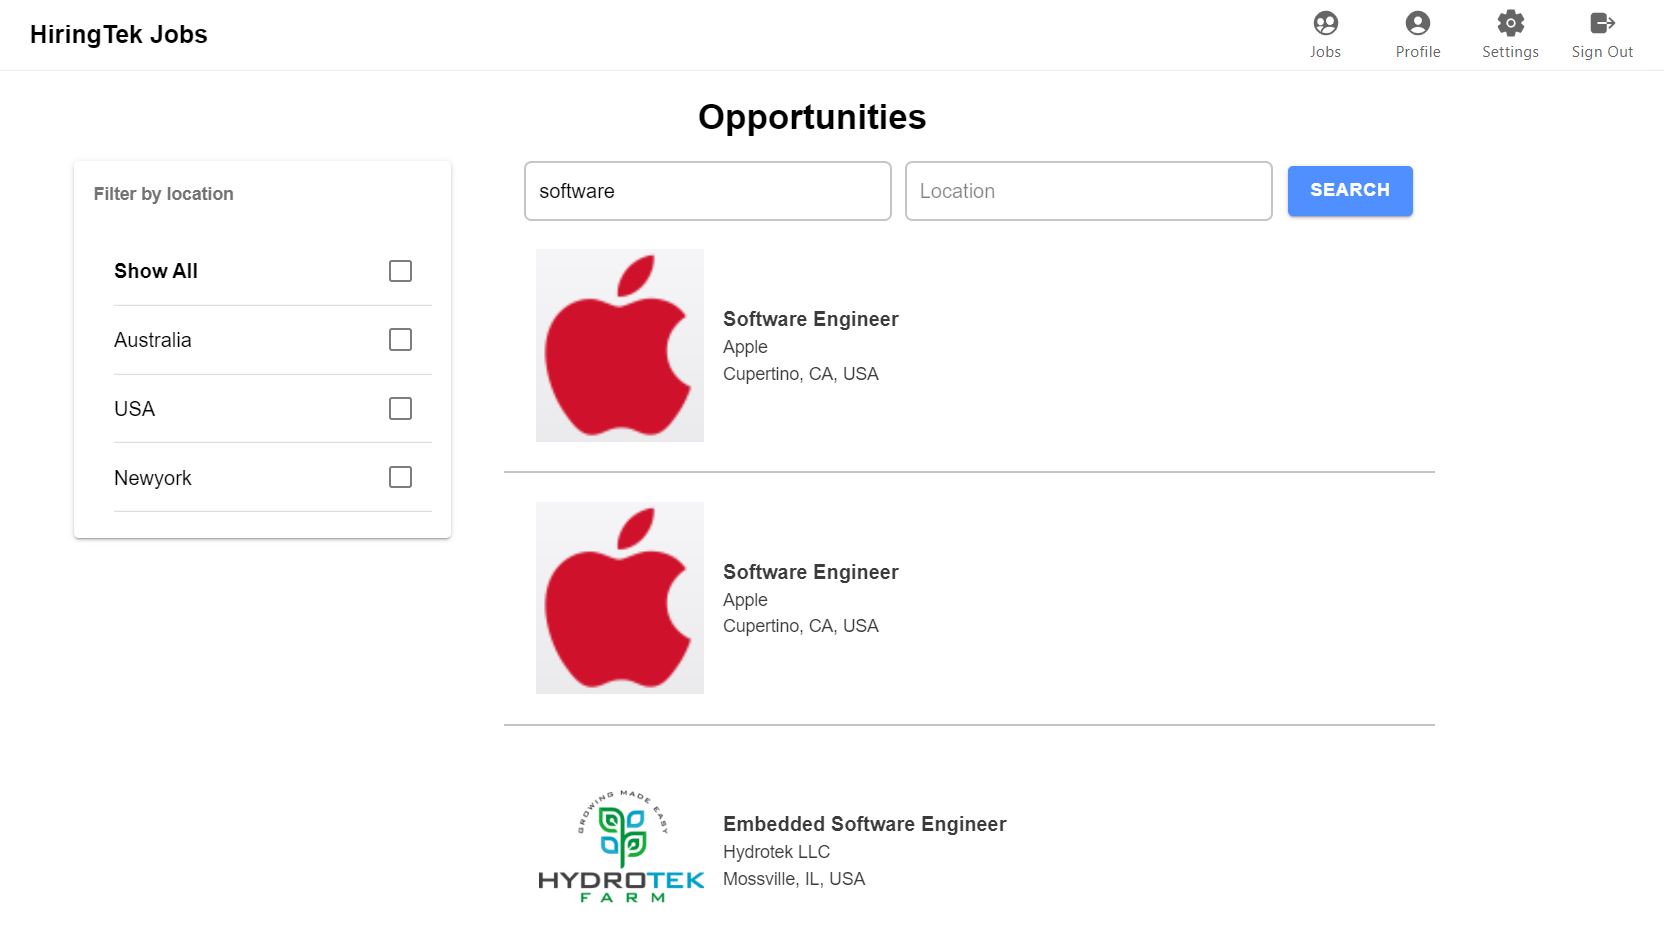 HiringTek Jobs
Jobs
Profile
Settings
Sign Out
Opportunities
Filter by location
Show All
Australia
USA
Newyork
software
Location
SEARCH
Software Engineer
Apple
Cupertino, CA, USA
Software Engineer
Apple
Cupertino, CA, USA
GROWING MADE EASY
HYDROTEK
FARM
Embedded Software Engineer
Hydrotek LLC
Mossville, IL, USA